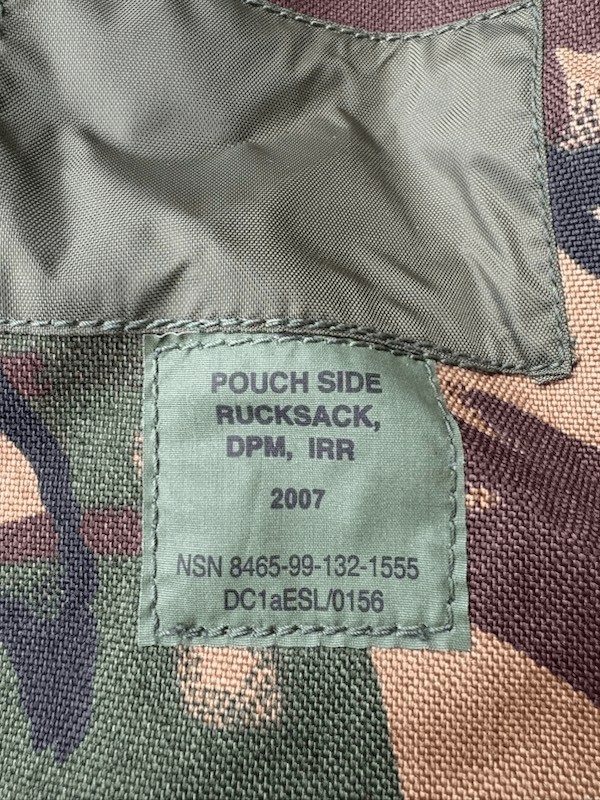 POUCH SIDE
RUCKSACK,
DPM, IRR
2007
NSN 8465-99-132-1555
DC1aESL/0156